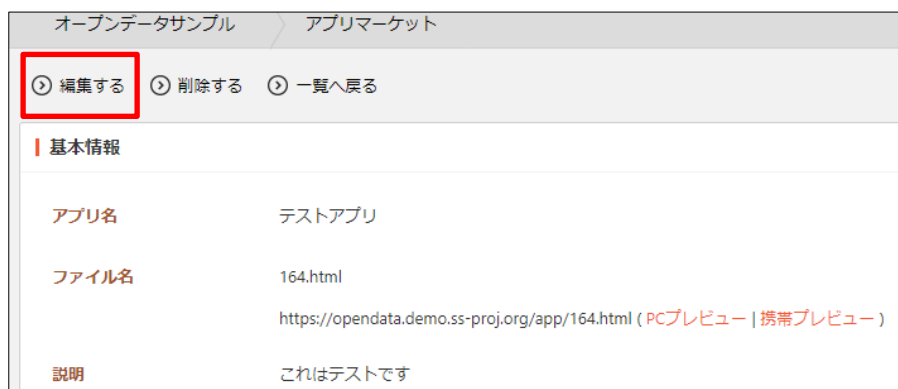 オープンデータサンプル アプリマーケット
編集する 削除する 一覧へ戻る
基本情報
アプリ名 テストアプリ
ファイル名 164.html
https://opendata.demo.ss-proj.org/app/164.html ( PCプレビュー | 携帯プレビュー )
説明 これはテストです